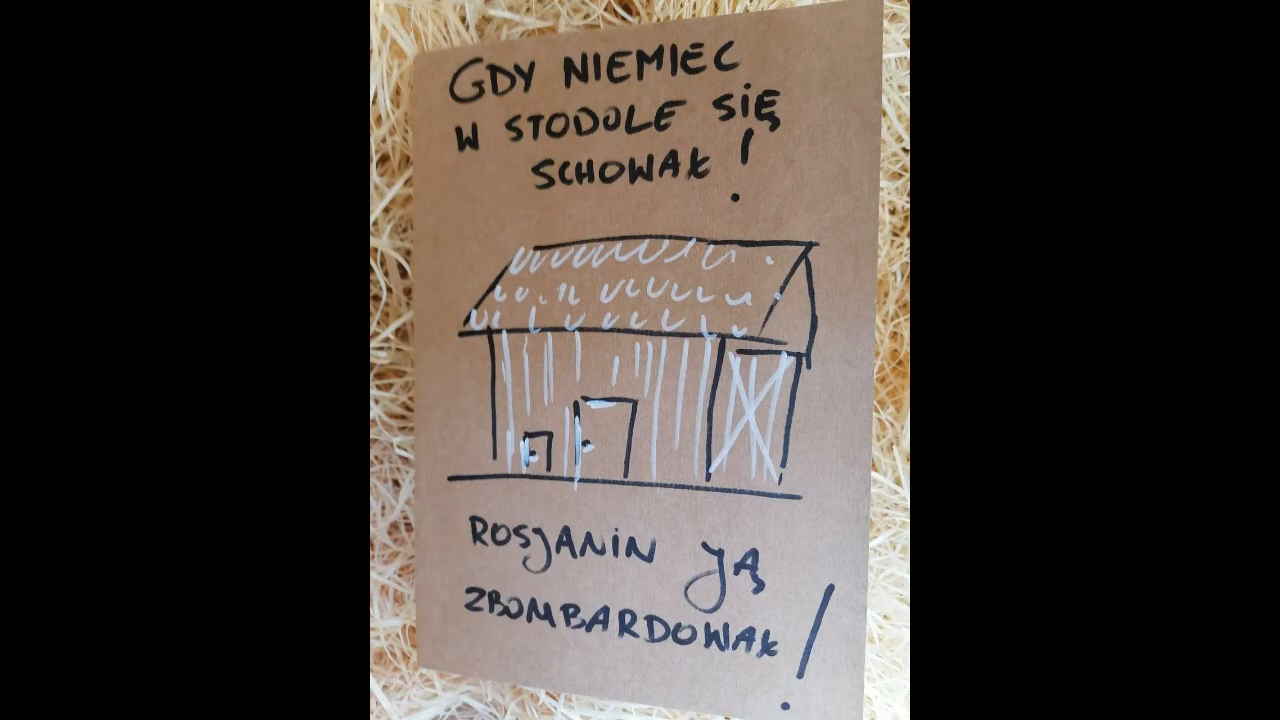 GDY NIEMIEC
W STODOLE SIĘ
SCHOWAŁ!
ROSJANIN JĄ
ZBOMBARDOWAŁ!